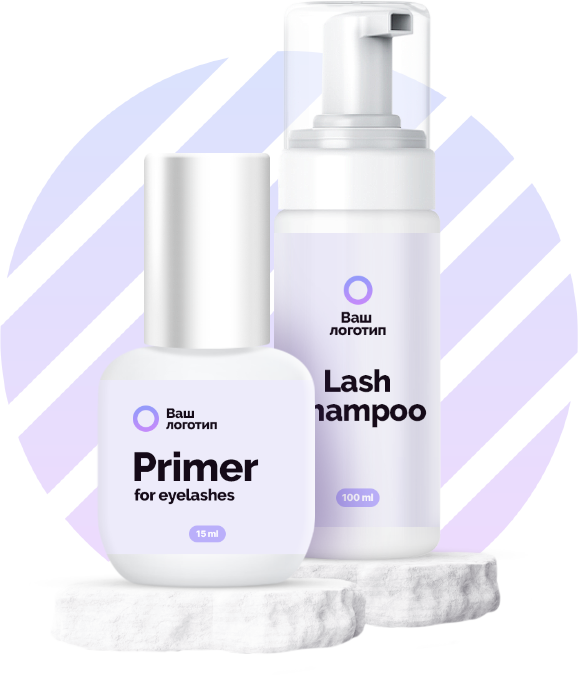 Ваш
логотип
Lash
hampoo
100 ml
Ваш
логотип
Primer
for eyelashes
15 ml